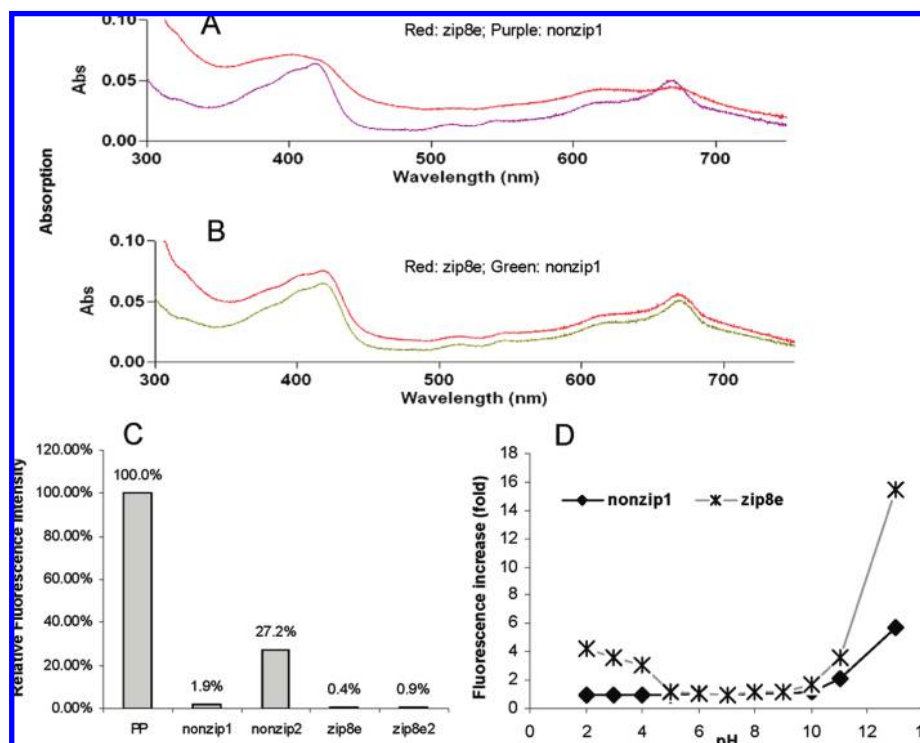 A
Red: zip8e; Purple: nonzip1
0.10
0.05
0.00
Abs
300 400 500 600 700
Wavelength (nm)
Absorption
B
Red: zip8e; Green: nonzip1
0.10
0.05
0.00
Abs
300 400 500 600 700
Wavelength (nm)
C
Relative Fluorescence Intensity
120.00%
100.00%
80.00%
60.00%
40.00%
20.00%
0.00%
100.0%
1.9%
27.2%
0.4%
0.9%
PP nonzip1 nonzip2 zip8e zip8e2
D
Fluorescence increase (fold)
18
16
14
12
10
8
6
4
2
0
nonzip1 zip8e
0 2 4 6 8 10 12
pH